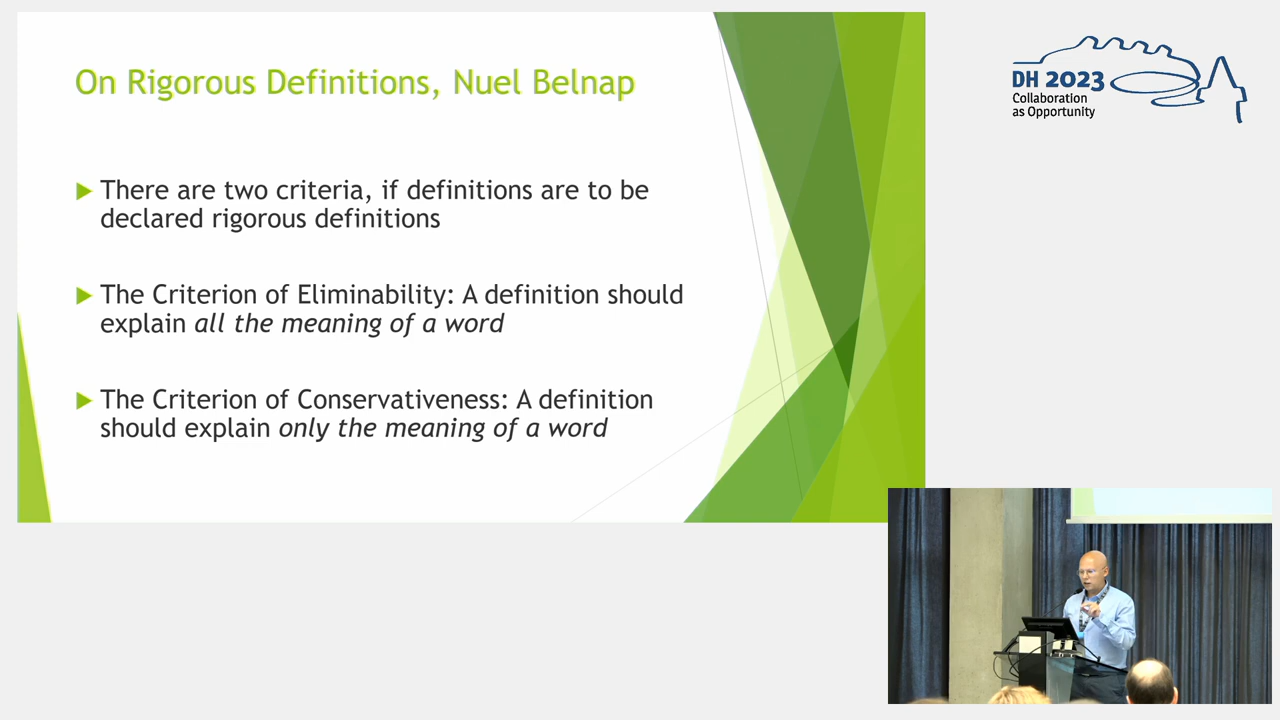 On Rigorous Definitions, Nuel Belnap
There are two criteria, if definitions are to be
declared rigorous definitions
The Criterion of Eliminability: A definition should
explain all the meaning of a word
The Criterion of Conservativeness: A definition
should explain only the meaning of a word
DH 2023
Collaboration
as Opportunity